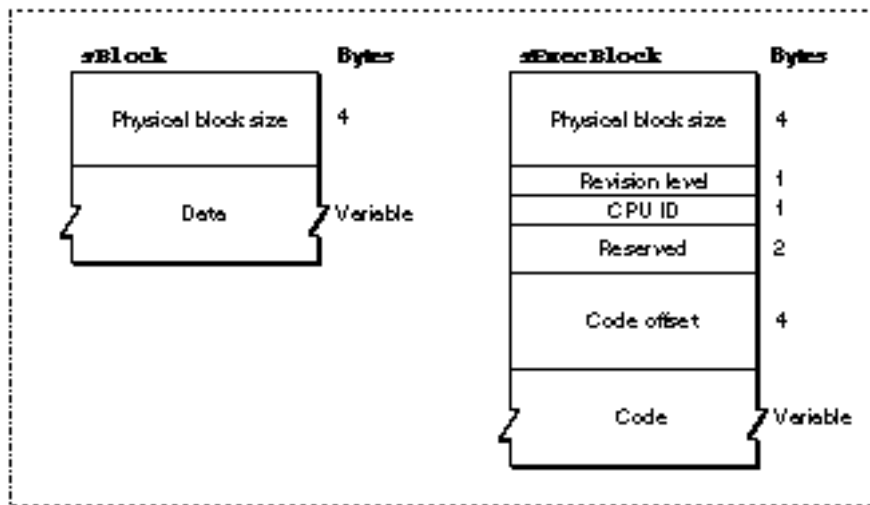 sBlock Bytes
Physical block size 4
Data Variable
sExecBlock Bytes
Physical block size 4
Revision level 1
CPU ID 1
Reserved 2
Code offset 4
Code Variable